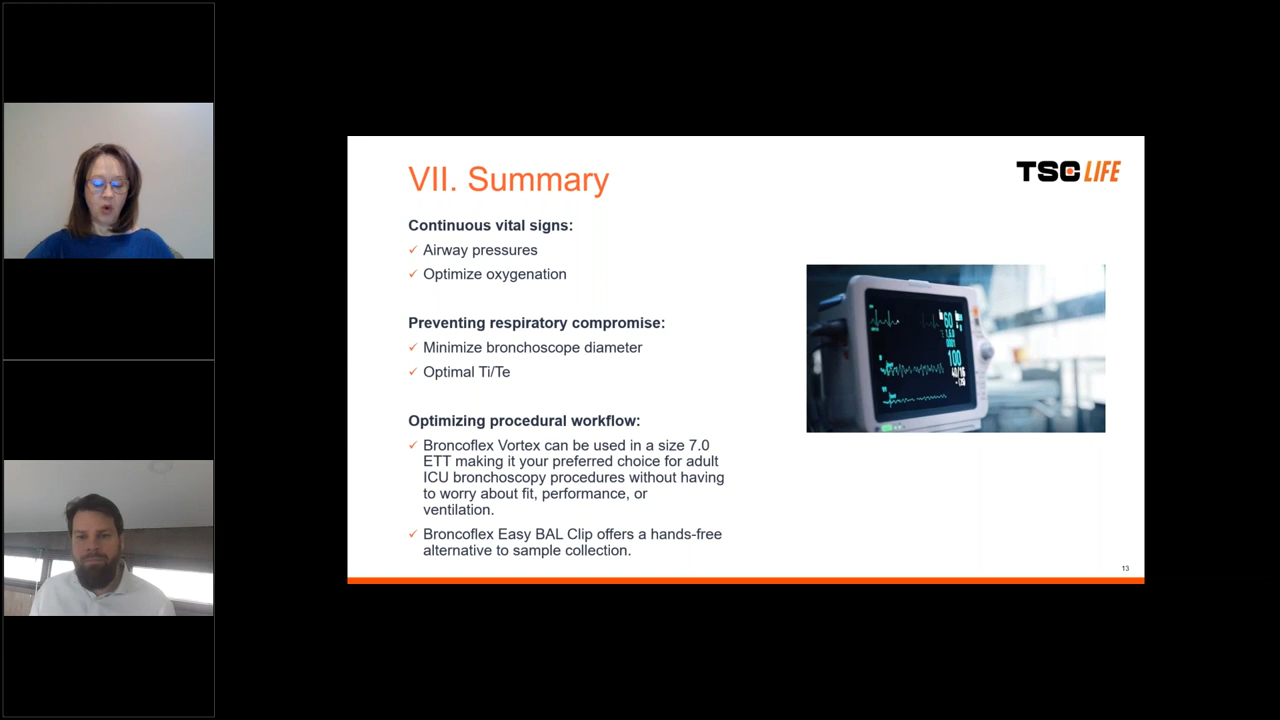 VII. Summary
TSC LIFE
Continuous vital signs:
✓ Airway pressures
✓ Optimize oxygenation
Preventing respiratory compromise:
✓ Minimize bronchoscope diameter
✓ Optimal Ti/Te
Optimizing procedural workflow:
✓ Broncoflex Vortex can be used in a size 7.0
ETT making it your preferred choice for adult
ICU bronchoscopy procedures without having
to worry about fit, performance, or
ventilation.
✓ Broncoflex Easy BAL Clip offers a hands-free
alternative to sample collection.
60
100
13